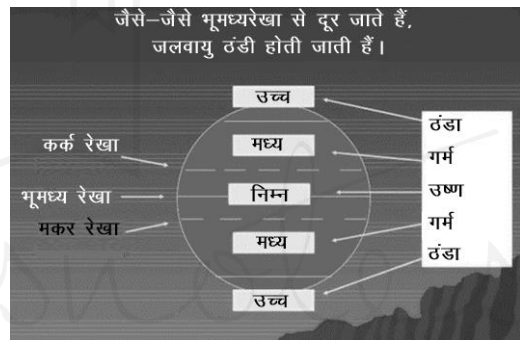 जैसे–जैसे भूमध्यरेखा से दूर जाते हैं,
जलवायु ठंडी होती जाती हैं।
उच्च
ठंडा
कर्क रेखा
मध्य
गर्म
भूमध्य रेखा
निम्न
उष्ण
मकर रेखा
मध्य
गर्म
ठंडा
उच्च